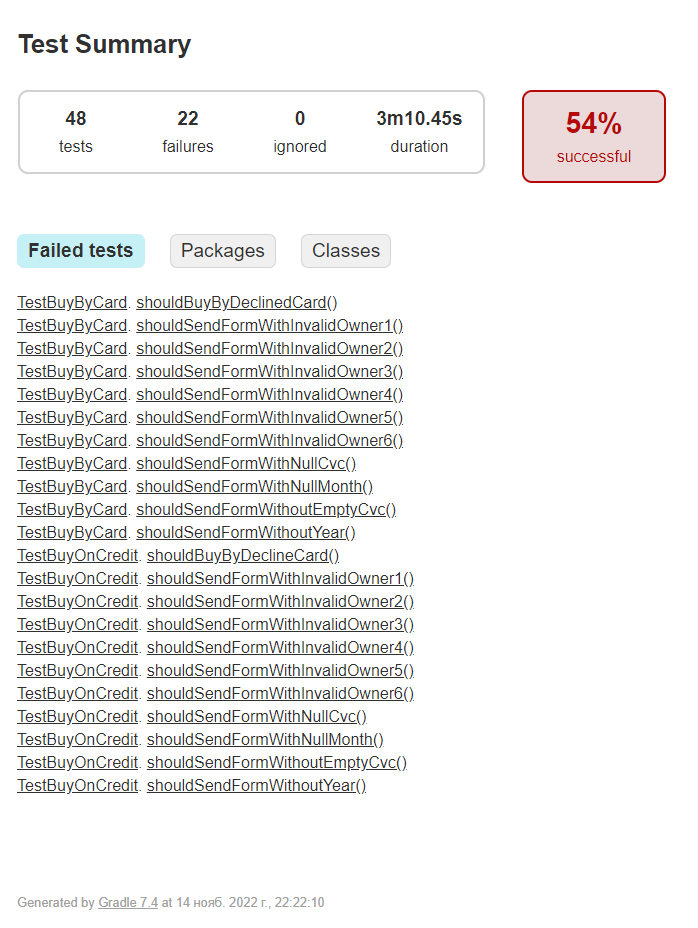 Test Summary
48 22 0 3m10.45s
tests failures ignored duration
54%
successful
Failed tests Packages Classes
TestBuyByCard. shouldBuyByDeclinedCard()
TestBuyByCard. shouldSendFormWithInvalidOwner1()
TestBuyByCard. shouldSendFormWithInvalidOwner2()
TestBuyByCard. shouldSendFormWithInvalidOwner3()
TestBuyByCard. shouldSendFormWithInvalidOwner4()
TestBuyByCard. shouldSendFormWithInvalidOwner5()
TestBuyByCard. shouldSendFormWithInvalidOwner6()
TestBuyByCard. shouldSendFormWithNullCvc()
TestBuyByCard. shouldSendFormWithNullMonth()
TestBuyByCard. shouldSendFormWithoutEmptyCvc()
TestBuyByCard. shouldSendFormWithoutYear()
TestBuyOnCredit. shouldBuyByDeclineCard()
TestBuyOnCredit. shouldSendFormWithInvalidOwner1()
TestBuyOnCredit. shouldSendFormWithInvalidOwner2()
TestBuyOnCredit. shouldSendFormWithInvalidOwner3()
TestBuyOnCredit. shouldSendFormWithInvalidOwner4()
TestBuyOnCredit. shouldSendFormWithInvalidOwner5()
TestBuyOnCredit. shouldSendFormWithInvalidOwner6()
TestBuyOnCredit. shouldSendFormWithNullCvc()
TestBuyOnCredit. shouldSendFormWithNullMonth()
TestBuyOnCredit. shouldSendFormWithoutEmptyCvc()
TestBuyOnCredit. shouldSendFormWithoutYear()
Generated by Gradle 7.4 at 14 нояб. 2022 г., 22:22:10